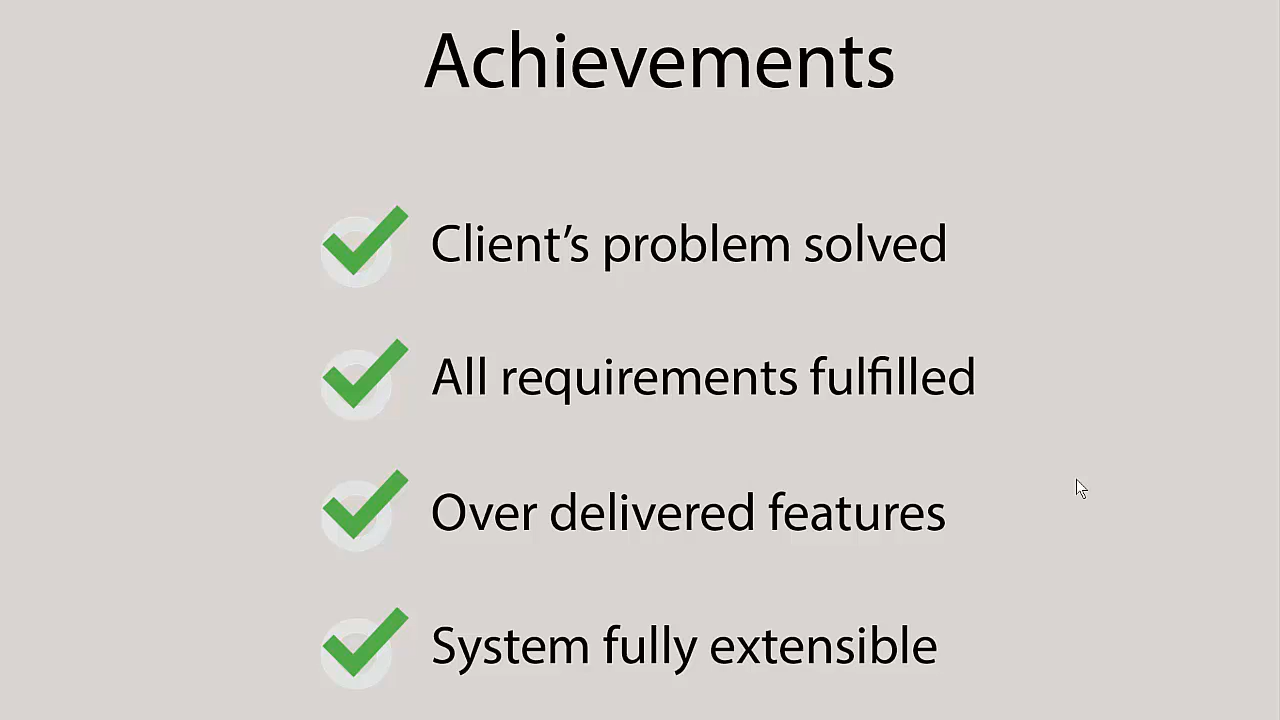 Achievements
Client’s problem solved
All requirements fulfilled
Over delivered features
System fully extensible